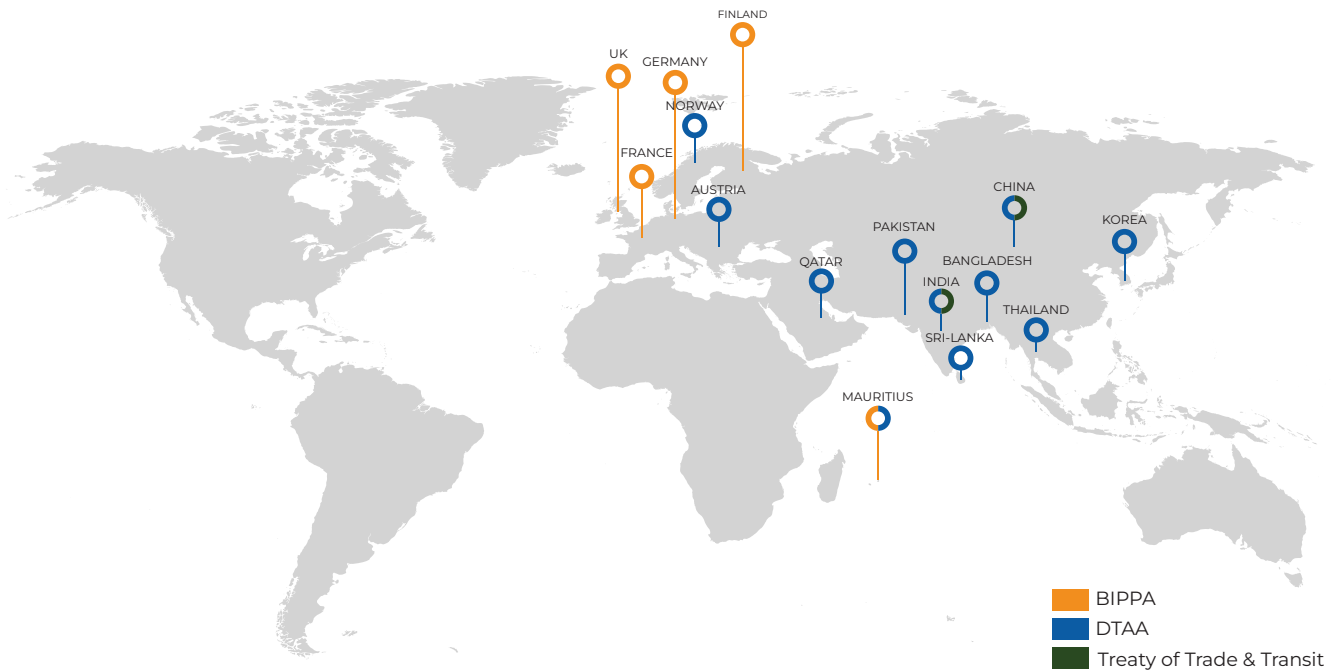 FINLAND
UK
GERMANY
NORWAY
FRANCE
AUSTRIA
CHINA
KOREA
PAKISTAN
QATAR
BANGLADESH
INDIA
THAILAND
SRI-LANKA
MAURITIUS
BIPPA
DTAA
Treaty of Trade & Transit